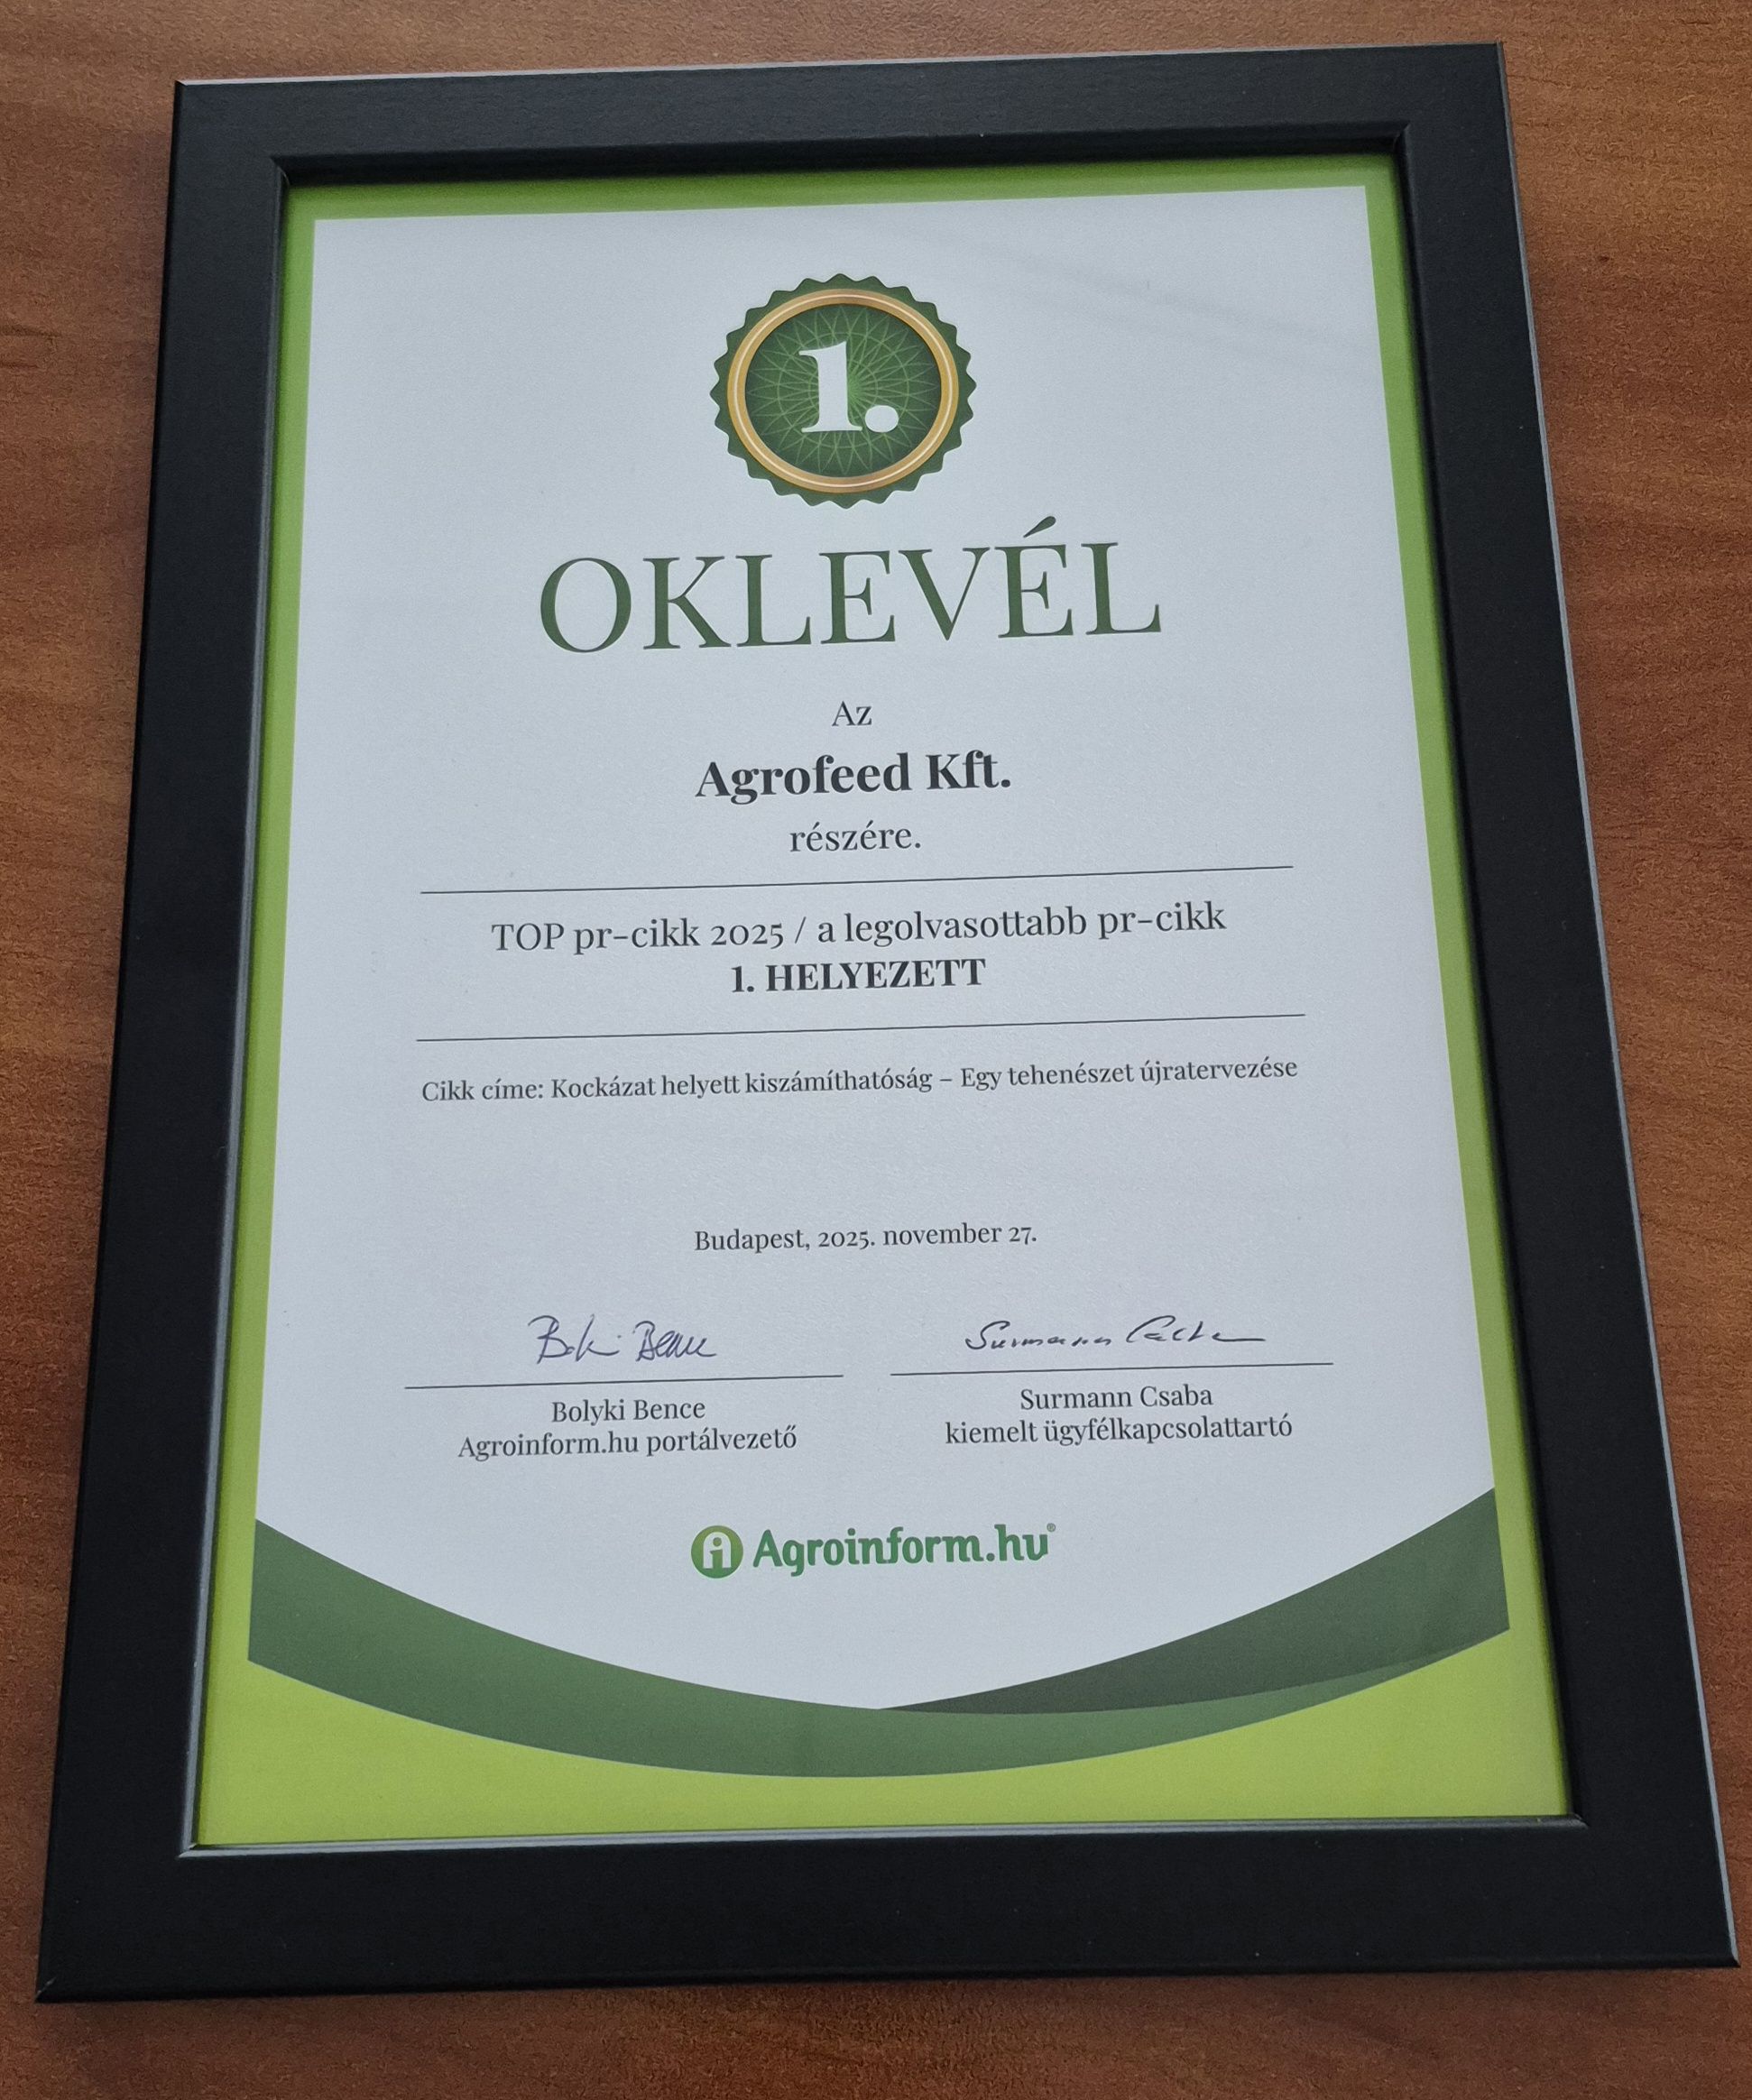 1.
OKLEVÉL
Az
Agrofeed Kft.
részére.
TOP pr-cikk 2025 / a legolvasottabb pr-cikk
1. HELYEZETT
Cikk címe: Kockázat helyett kiszámíthatóság – Egy tehenészet újratervezése
Budapest, 2025. november 27.
Bolyki Bence
Agroinform.hu portálvezető
Surmann Csaba
kiemelt ügyfélkapcsolattartó
Agroinform.hu®